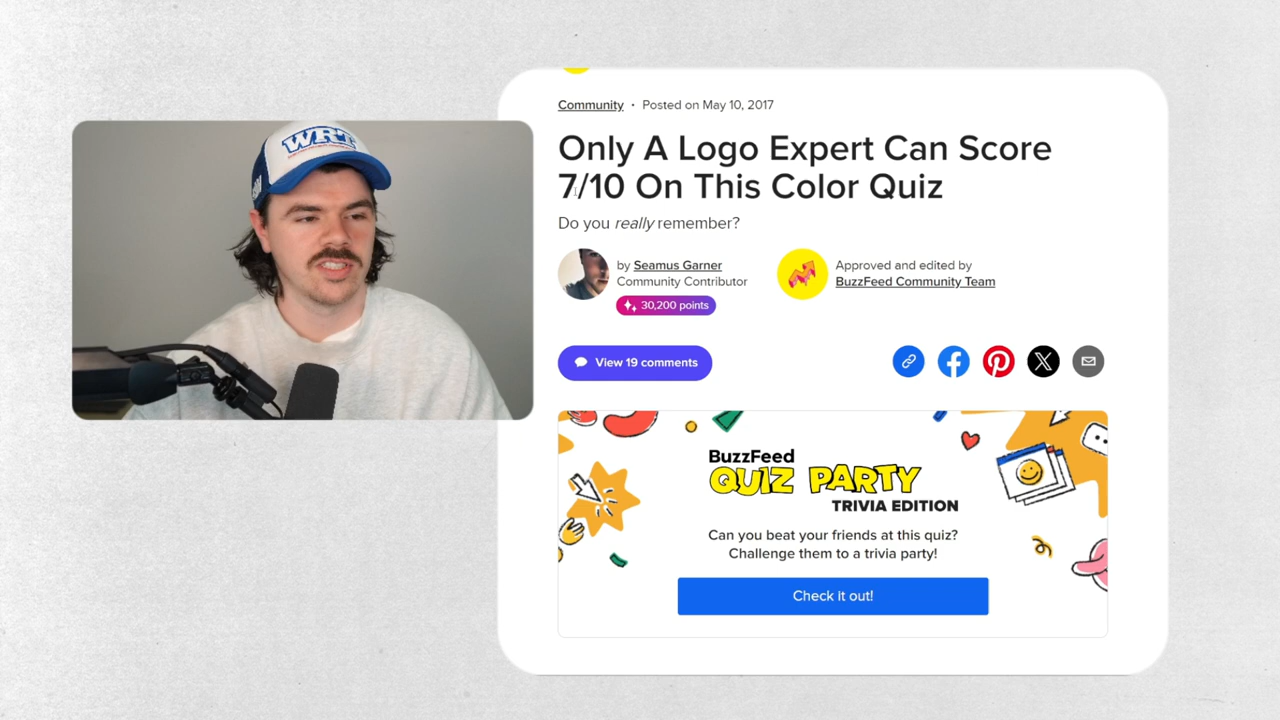 WRT
Community · Posted on May 10, 2017
Only A Logo Expert Can Score
7/10 On This Color Quiz
Do you really remember?
by Seamus Garner
Community Contributor
30,200 points
Approved and edited by
BuzzFeed Community Team
View 19 comments
BuzzFeed
QUIZ PARTY
TRIVIA EDITION
Can you beat your friends at this quiz?
Challenge them to a trivia party!
Check it out!